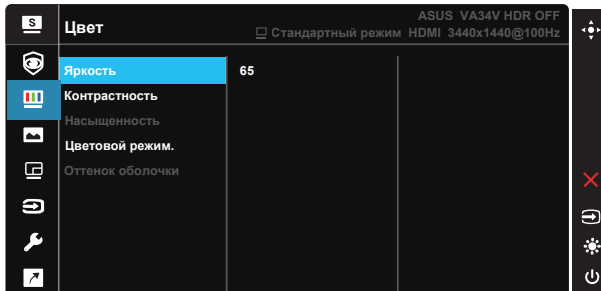 S
Цвет
ASUS VA34V HDR OFF
Стандартный режим HDMI 3440x1440@100Hz
Яркость 65
Контрастность
Насыщенность
Цветовой режим.
Оттенок оболочки